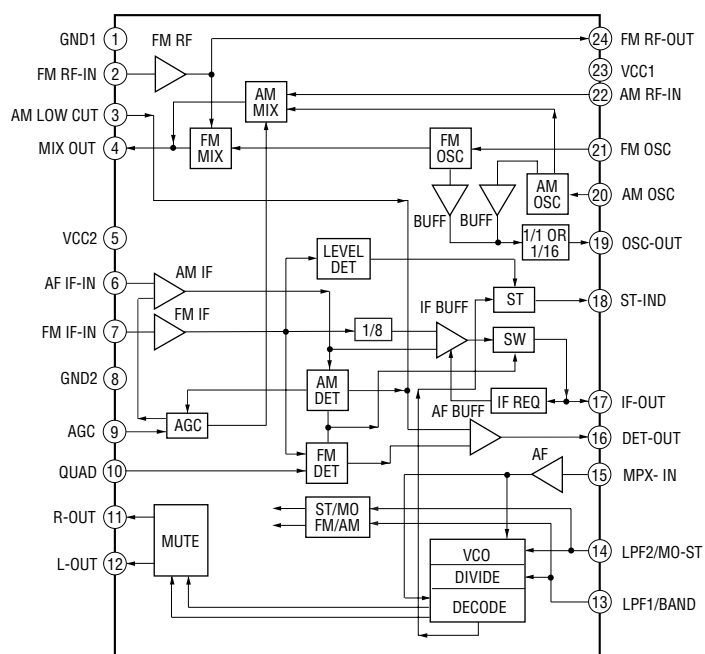 GND1 1
FM RF-IN 2
AM LOW CUT 3
MIX OUT 4
VCC2 5
AF IF-IN 6
FM IF-IN 7
GND2 8
AGC 9
QUAD 10
R-OUT 11
L-OUT 12
24 FM RF-OUT
23 VCC1
22 AM RF-IN
21 FM OSC
20 AM OSC
19 OSC-OUT
18 ST-IND
17 IF-OUT
16 DET-OUT
15 MPX- IN
14 LPF2/MO-ST
13 LPF1/BAND
FM RF
AM
MIX
FM
MIX
FM
OSC
AM
OSC
BUFF
BUFF
1/1 OR
1/16
LEVEL
DET
AM IF
ST
IF BUFF
FM IF
1/8
SW
AM
DET
IF REQ
AF BUFF
AGC
FM
DET
AF
ST/MO
FM/AM
MUTE
VCO
DIVIDE
DECODE